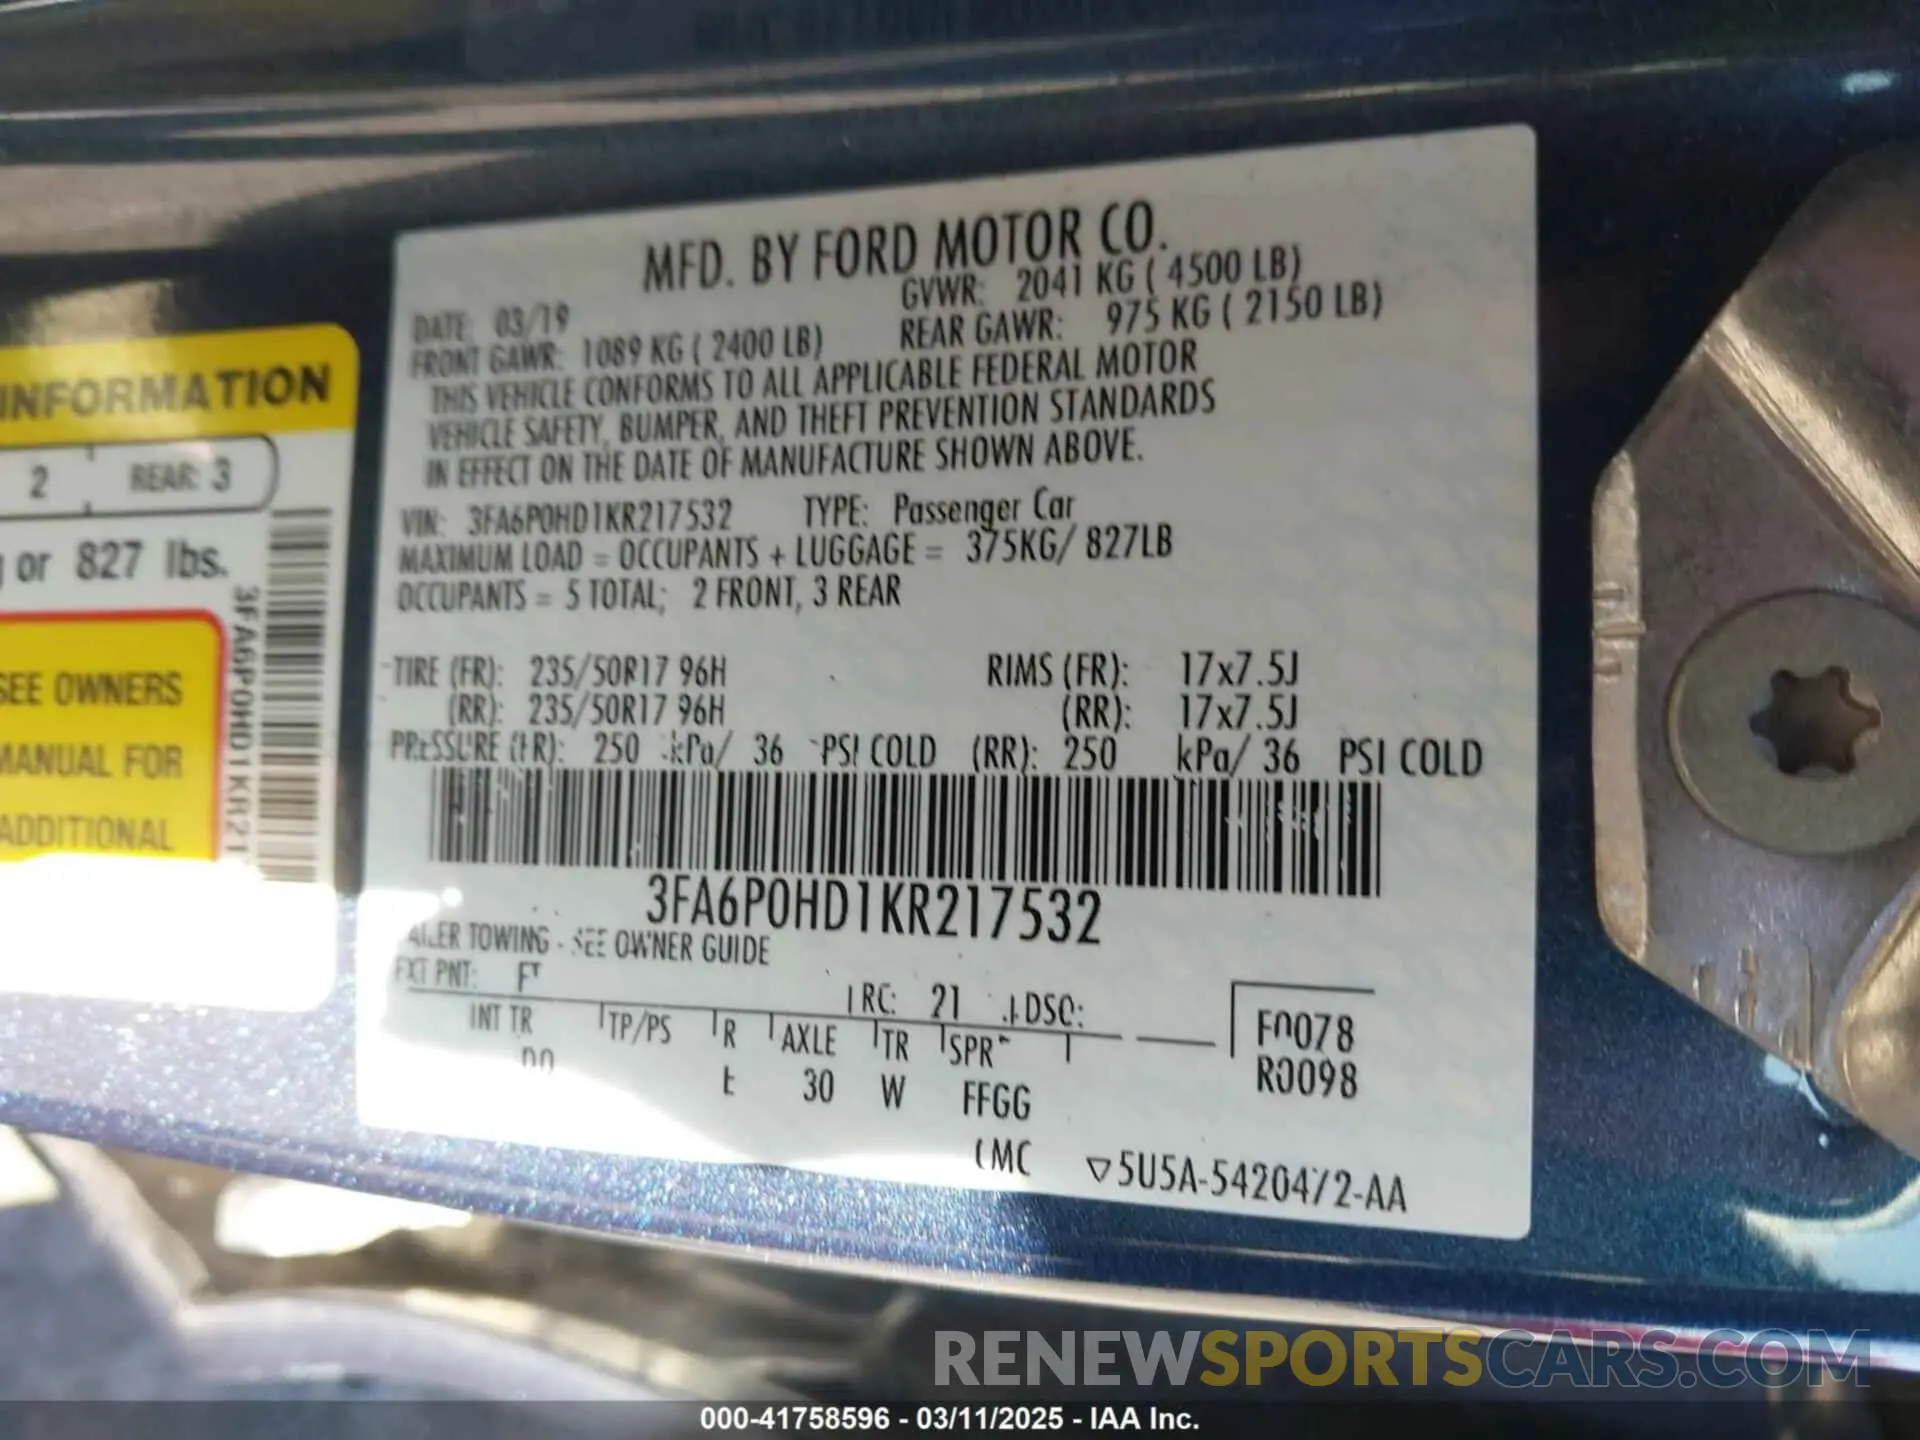 MFD. BY FORD MOTOR CO.
DATE: 03/19 GVWR: 2041 KG ( 4500 LB)
FRONT GAWR: 1089 KG ( 2400 LB) REAR GAWR: 975 KG ( 2150 LB)
THIS VEHICLE CONFORMS TO ALL APPLICABLE FEDERAL MOTOR
VEHICLE SAFETY, BUMPER, AND THEFT PREVENTION STANDARDS
IN EFFECT ON THE DATE OF MANUFACTURE SHOWN ABOVE.
VIN: 3FA6P0HD1KR217532 TYPE: Passenger Car
MAXIMUM LOAD = OCCUPANTS + LUGGAGE = 375KG/ 827LB
OCCUPANTS = 5 TOTAL; 2 FRONT, 3 REAR
TIRE (FR): 235/50R17 96H RIMS (FR): 17x7.5J
(RR): 235/50R17 96H (RR): 17x7.5J
PRESSURE (FR): 250 kPa/ 36 PSI COLD (RR): 250 kPa/ 36 PSI COLD
3FA6P0HD1KR217532
TOWING - SEE OWNER GUIDE
EXT PNT: RC: 21 DSO:
INT TR TP/PS R AXLE TR SPR F0078
30 W FFGG R0098
▽5U5A-5420472-AA
INFORMATION
2 REAR: 3
or 827 lbs.
3FA6P0HD1KR21
SEE OWNERS
MANUAL FOR
ADDITIONAL
RENEWSPORTSCARS.COM
000-41758596 - 03/11/2025 - IAA Inc.